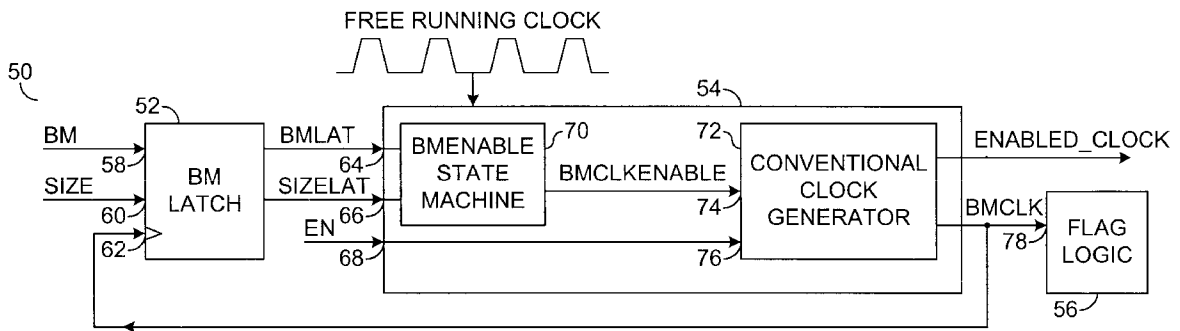 FREE RUNNING CLOCK
50
52
54
BM
58
SIZE
60
62
BM
LATCH
BMLAT
64
SIZELAT
66
EN
68
BMENABLE
STATE
MACHINE
70
BMCLKENABLE
72
74
76
CONVENTIONAL
CLOCK
GENERATOR
ENABLED_CLOCK
BMCLK
78
FLAG
LOGIC
56